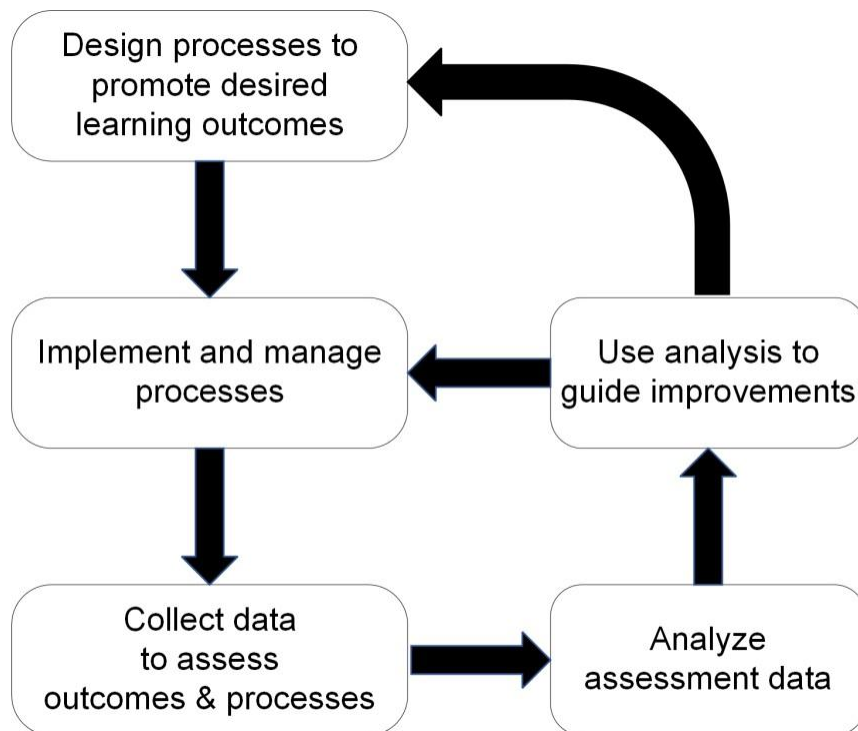 Design processes to
promote desired
learning outcomes
Implement and manage
processes
Use analysis to
guide improvements
Collect data
to assess
outcomes & processes
Analyze
assessment data